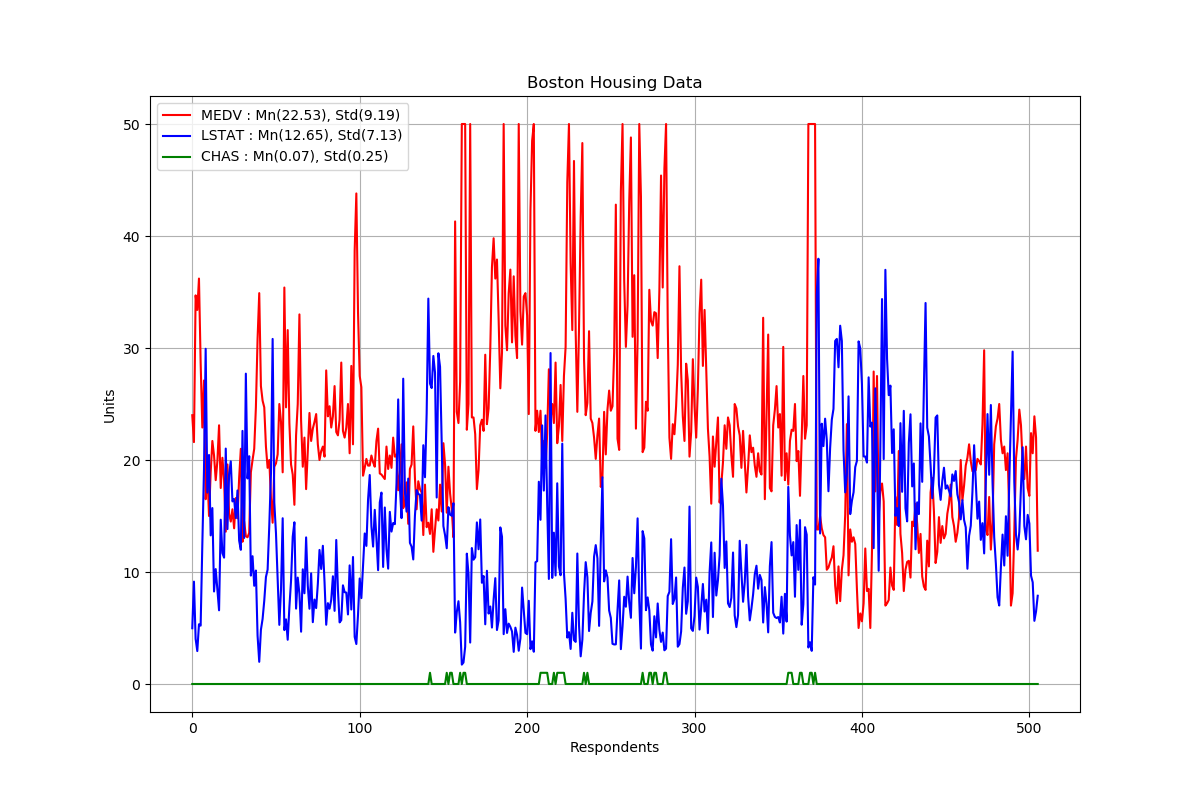 Boston Housing Data
MEDV : Mn(22.53), Std(9.19)
LSTAT : Mn(12.65), Std(7.13)
CHAS : Mn(0.07), Std(0.25)
50
40
30
20
10
0
Units
0 100 200 300 400 500
Respondents